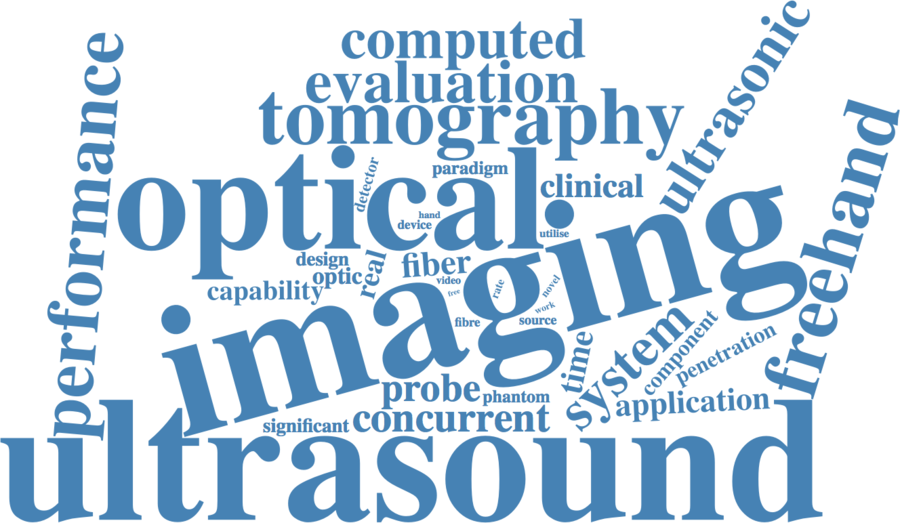 computed
evaluation
tomography
ultrasonic
performance
optical
detector
paradigm
clinical
hand
device
utilise
freehand
imaging
design
optic
real
fiber
capability
video
free
rate
novel
work
fibre
source
time
system
component
penetration
probe
phantom
application
significant
concurrent
ultrasound